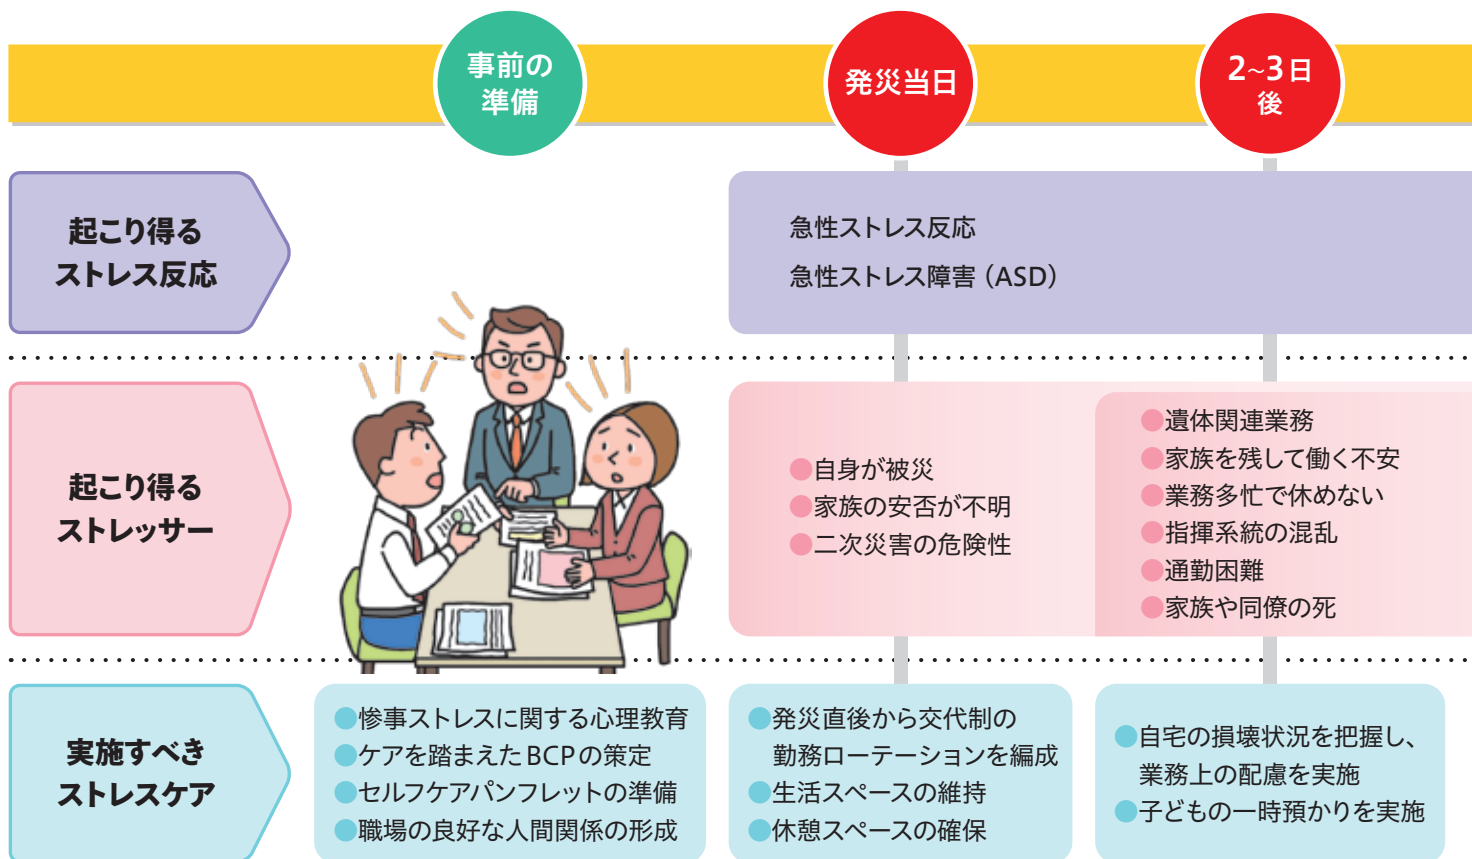 事前の
準備
発災当日
2~3日
後
起こり得る
ストレス反応
急性ストレス反応
急性ストレス障害（ASD）
起こり得る
ストレッサー
●自身が被災
●家族の安否が不明
●二次災害の危険性
●遺体関連業務
●家族を残して働く不安
●業務多忙で休めない
●指揮系統の混乱
●通勤困難
●家族や同僚の死
実施すべき
ストレスケア
●惨事ストレスに関する心理教育
●ケアを踏まえたBCPの策定
●セルフケアパンフレットの準備
●職場の良好な人間関係の形成
●発災直後から交代制の
勤務ローテーションを編成
●生活スペースの維持
●休憩スペースの確保
●自宅の損壊状況を把握し、
業務上の配慮を実施
●子どもの一時預かりを実施